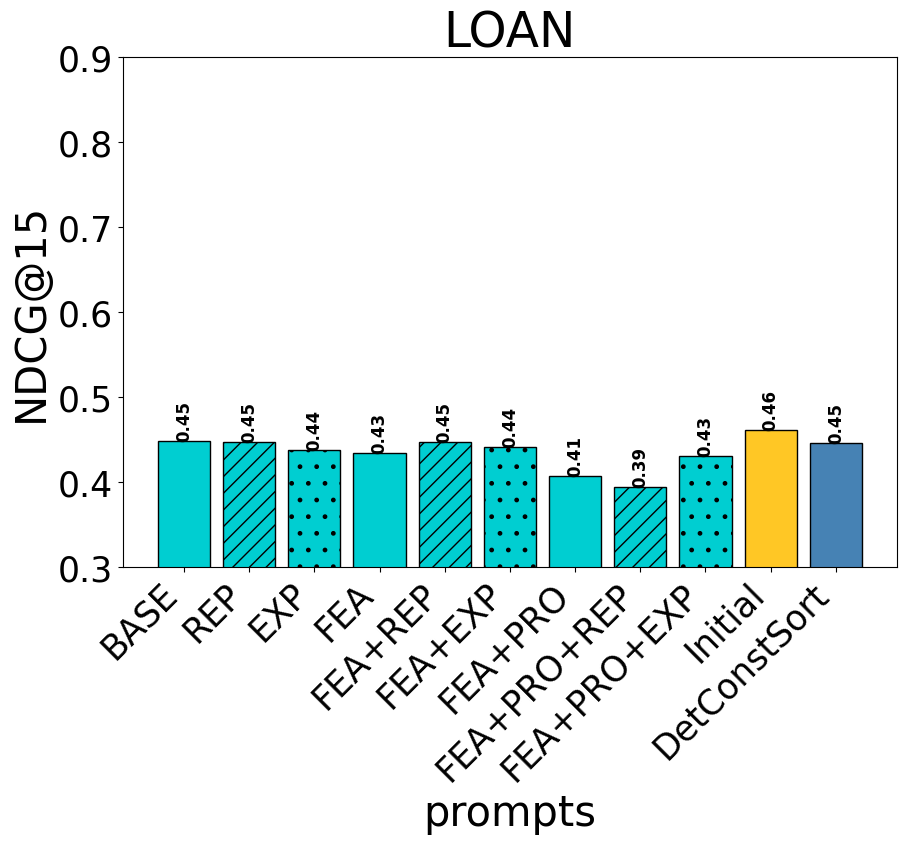 LOAN
NDCG@15
0.9
0.8
0.7
0.6
0.5
0.4
0.3
0.45
0.45
0.44
0.43
0.45
0.44
0.41
0.39
0.43
0.46
0.45
BASE
REP
EXP
FEA
FEA+REP
FEA+EXP
FEA+PRO
FEA+PRO+REP
FEA+PRO+EXP
Initial
DetConstSort
prompts